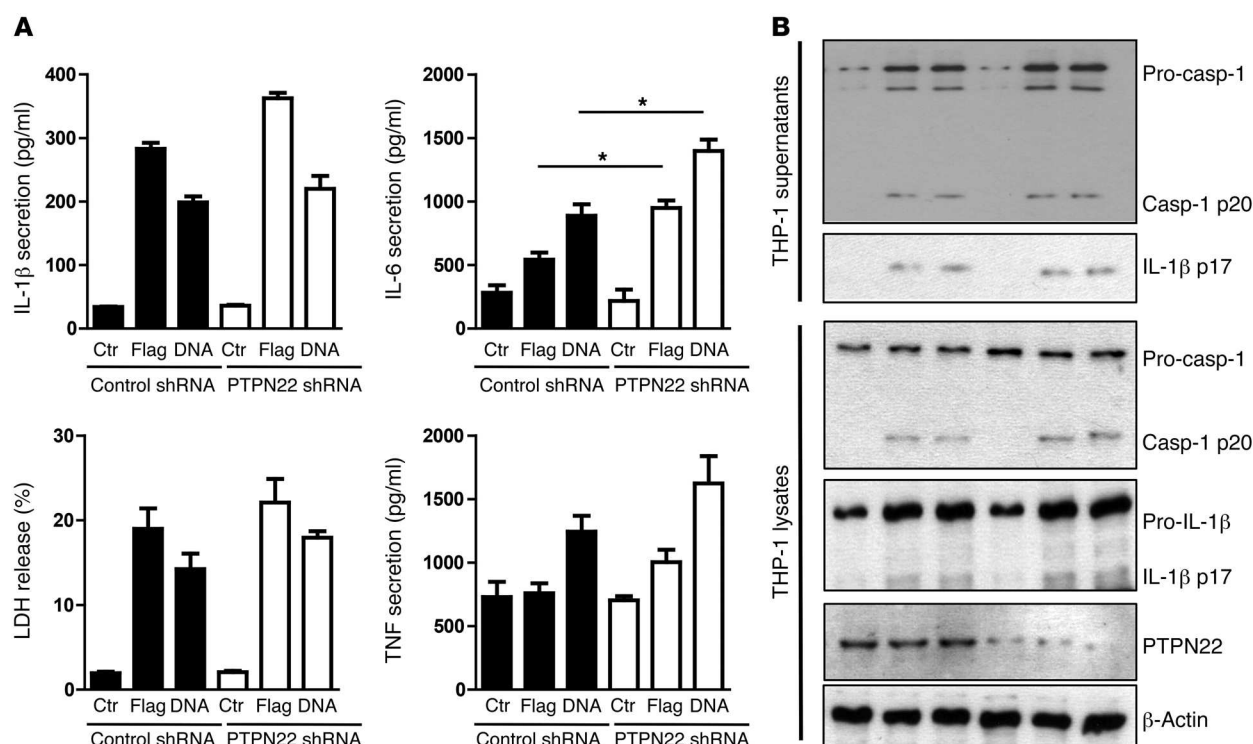 A
IL-1β secretion (pg/ml)
400
300
200
100
0
Ctr Flag DNA Ctr Flag DNA
Control shRNA PTPN22 shRNA
IL-6 secretion (pg/ml)
2000
1500
1000
500
0
*
*
Ctr Flag DNA Ctr Flag DNA
Control shRNA PTPN22 shRNA
LDH release (%)
30
20
10
0
Ctr Flag DNA Ctr Flag DNA
Control shRNA PTPN22 shRNA
TNF secretion (pg/ml)
2000
1500
1000
500
0
Ctr Flag DNA Ctr Flag DNA
Control shRNA PTPN22 shRNA
B
THP-1 supernatants
Pro-casp-1
Casp-1 p20
IL-1β p17
THP-1 lysates
Pro-casp-1
Casp-1 p20
Pro-IL-1β
IL-1β p17
PTPN22
β-Actin